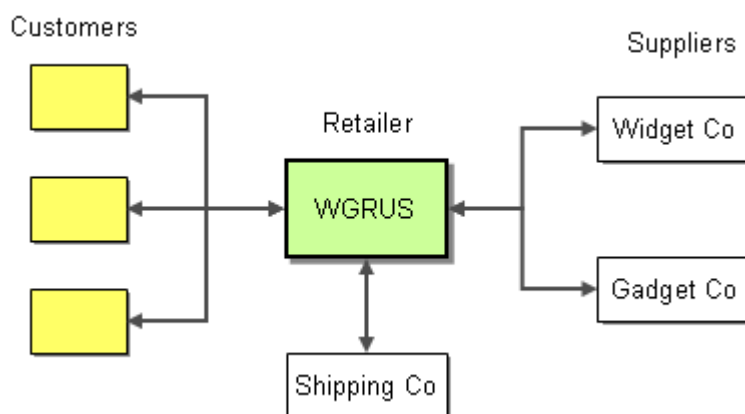 Customers
Suppliers
Retailer
Widget Co
WGRUS
Gadget Co
Shipping Co